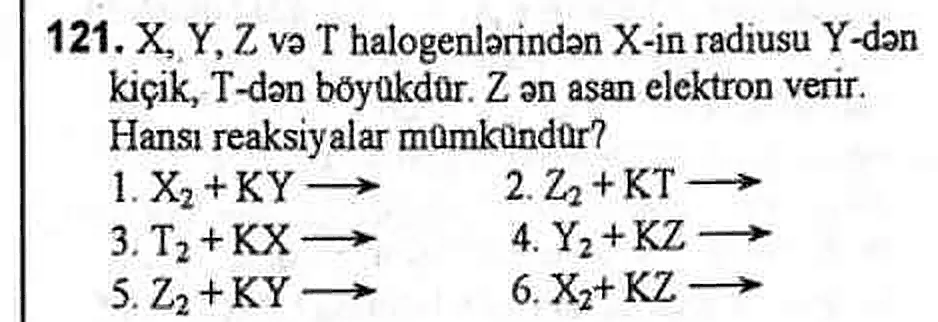 121. X, Y, Z və T halogenlərindən X-in radiusu Y-dən
kiçik, T-dən böyükdür. Z ən asan elektron verir.
Hansı reaksiyalar mümkündür?
1. X₂ + KY ⟶ 2. Z₂ + KT ⟶
3. T₂ + KX ⟶ 4. Y₂ + KZ ⟶
5. Z₂ + KY ⟶ 6. X₂+ KZ ⟶